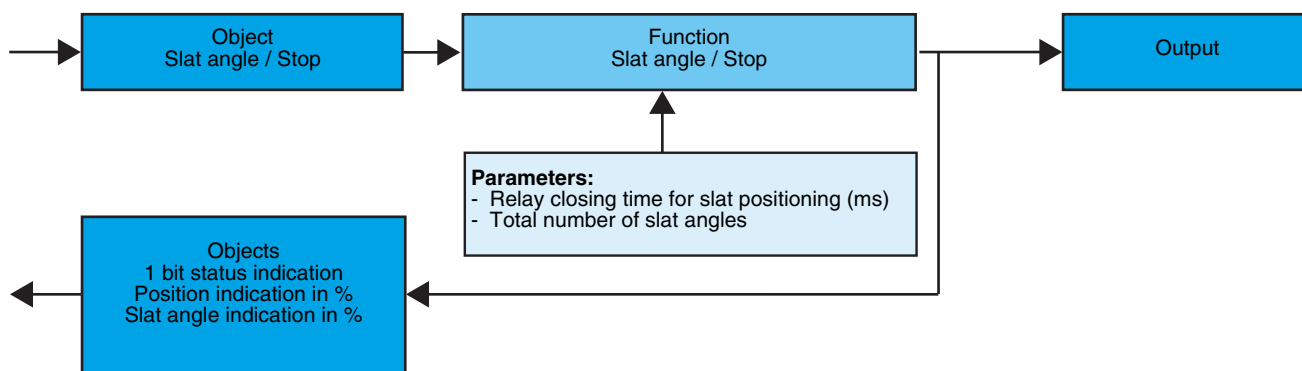 Object
Slat angle / Stop
Function
Slat angle / Stop
Output
Parameters:
- Relay closing time for slat positioning (ms)
- Total number of slat angles
Objects
1 bit status indication
Position indication in %
Slat angle indication in %